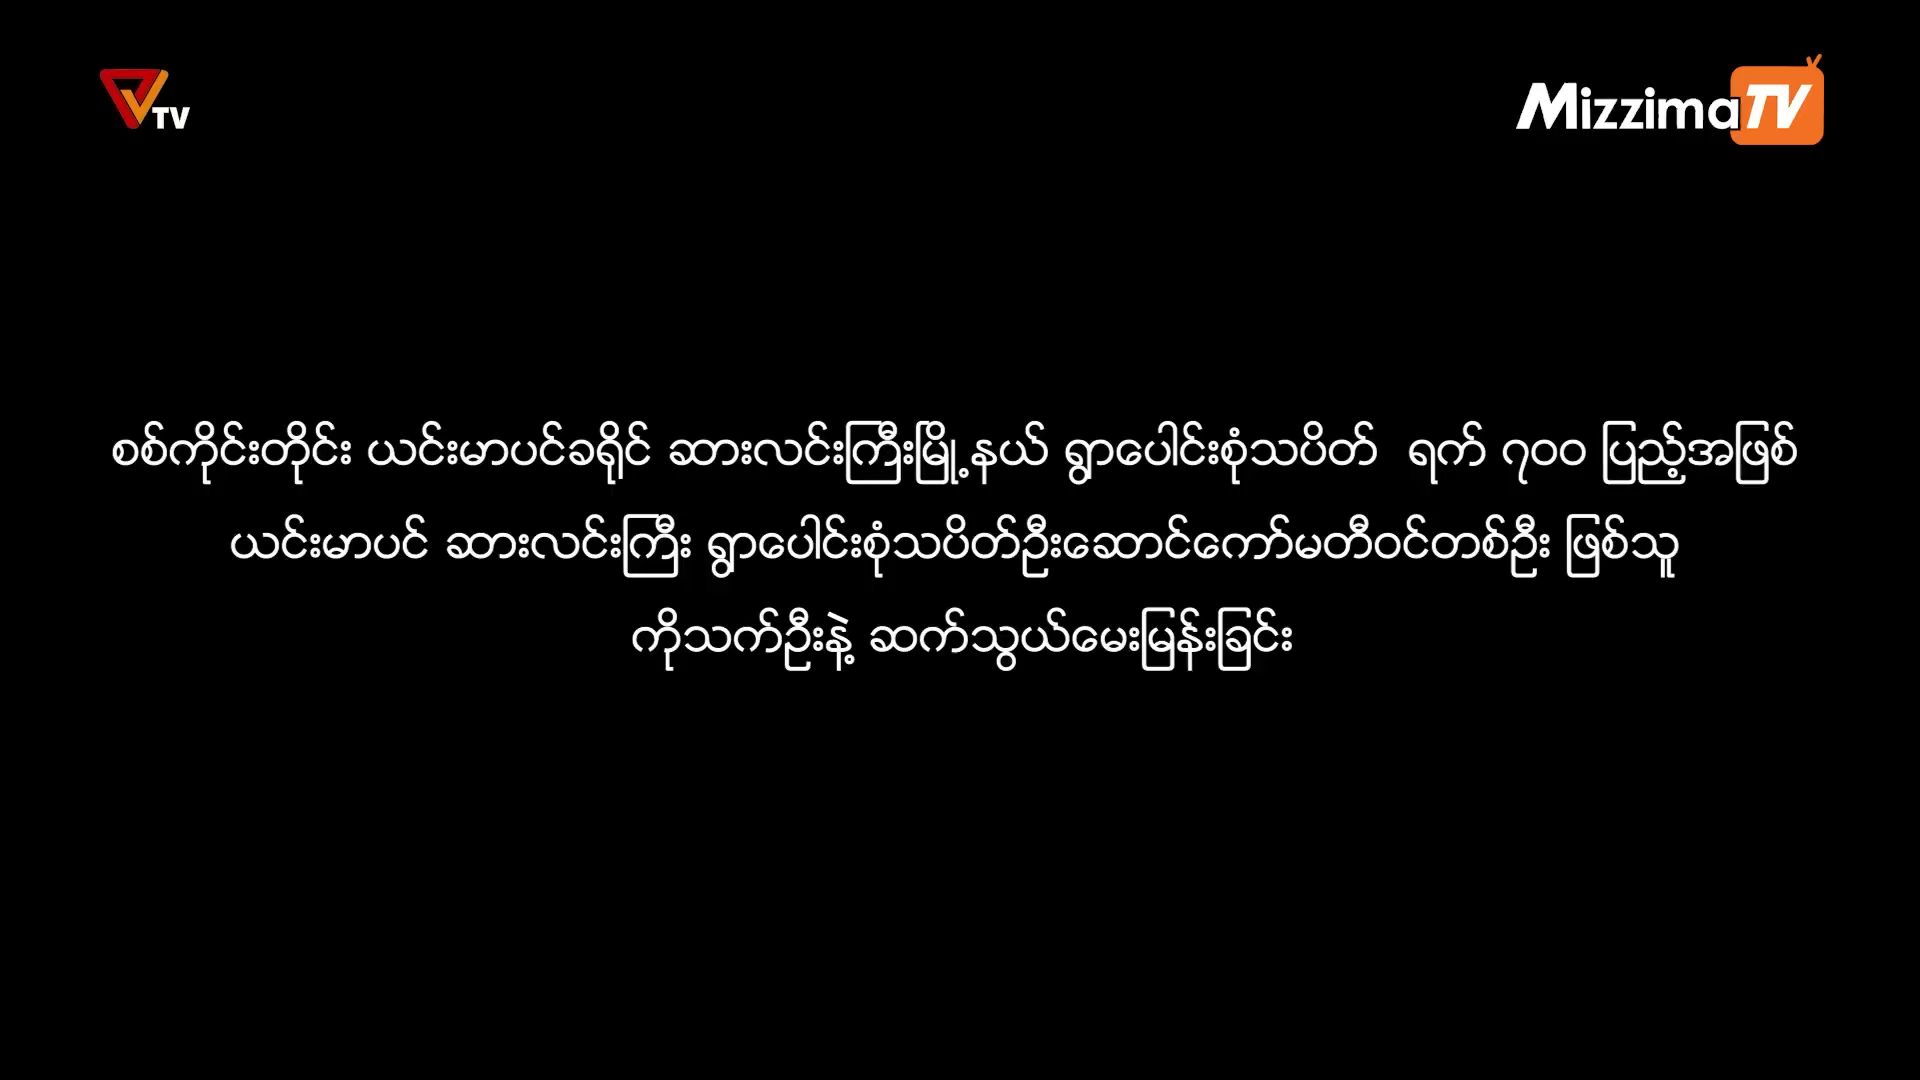 TV
MizzimaTV
စစ်ကိုင်းတိုင်း ယင်းမာပင်ခရိုင် ဆားလင်းကြီးမြို့နယ် ရွာပေါင်းစုံသပိတ် ရက် ၇၀၀ ပြည့်အဖြစ်
ယင်းမာပင် ဆားလင်းကြီး ရွာပေါင်းစုံသပိတ်ဦးဆောင်ကော်မတီဝင်တစ်ဦး ဖြစ်သူ
ကိုသက်ဦးနဲ့ ဆက်သွယ်မေးမြန်းခြင်း